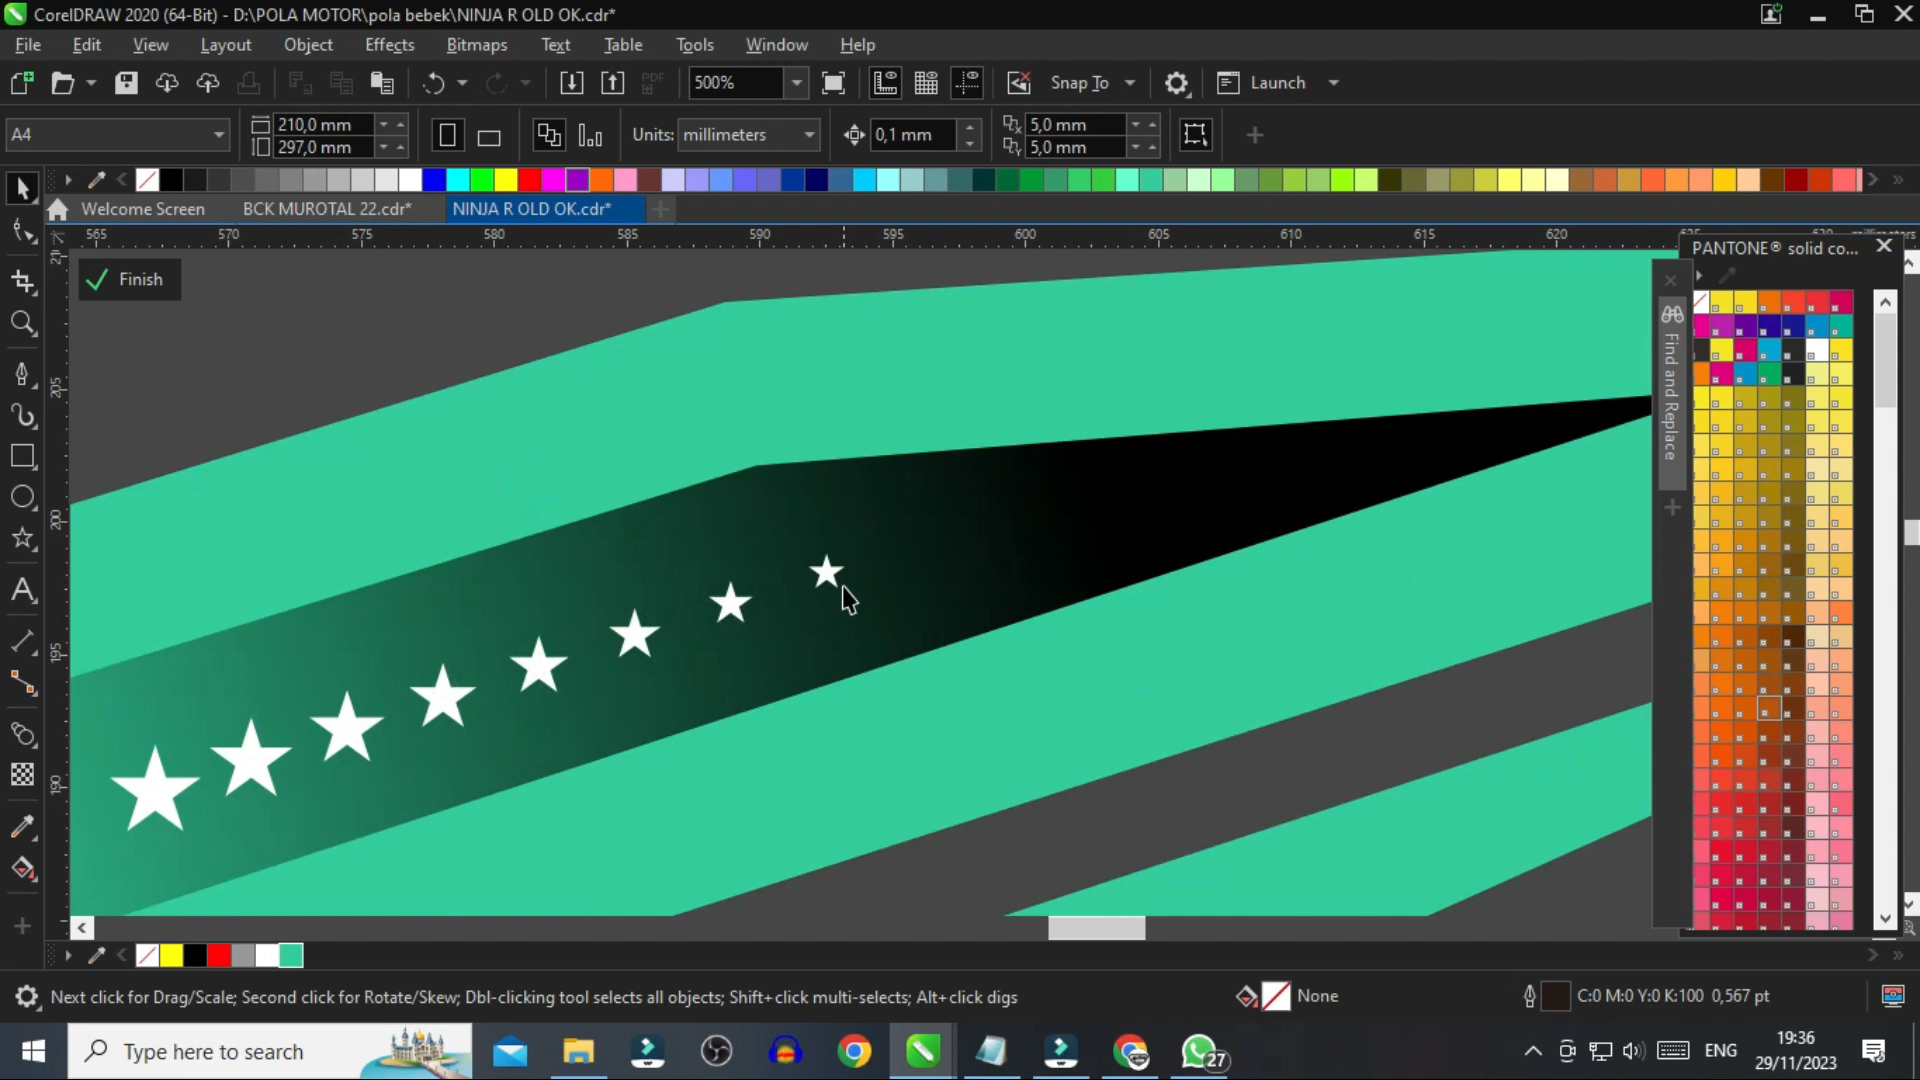 CorelDRAW 2020 (64-Bit) - D:\POLA MOTOR\pola bebek\NINJA R OLD OK.cdr*
File Edit View Layout Object Effects Bitmaps Text Table Tools Window Help
PDF 500% Snap To Launch
A4 210,0 mm 297,0 mm Units: millimeters 0,1 mm 5,0 mm 5,0 mm
Welcome Screen BCK MUROTAL 22.cdr* NINJA R OLD OK.cdr*
565 570 575 580 585 590 595 600 605 610 615 620 millimeters
PANTONE® solid co...
Finish
Find and Replace
205
200
195
190
Next click for Drag/Scale; Second click for Rotate/Skew; Dbl-clicking tool selects all objects; Shift+click multi-selects; Alt+click digs None C:0 M:0 Y:0 K:100 0,567 pt
Type here to search 27 ENG 19:36
29/11/2023